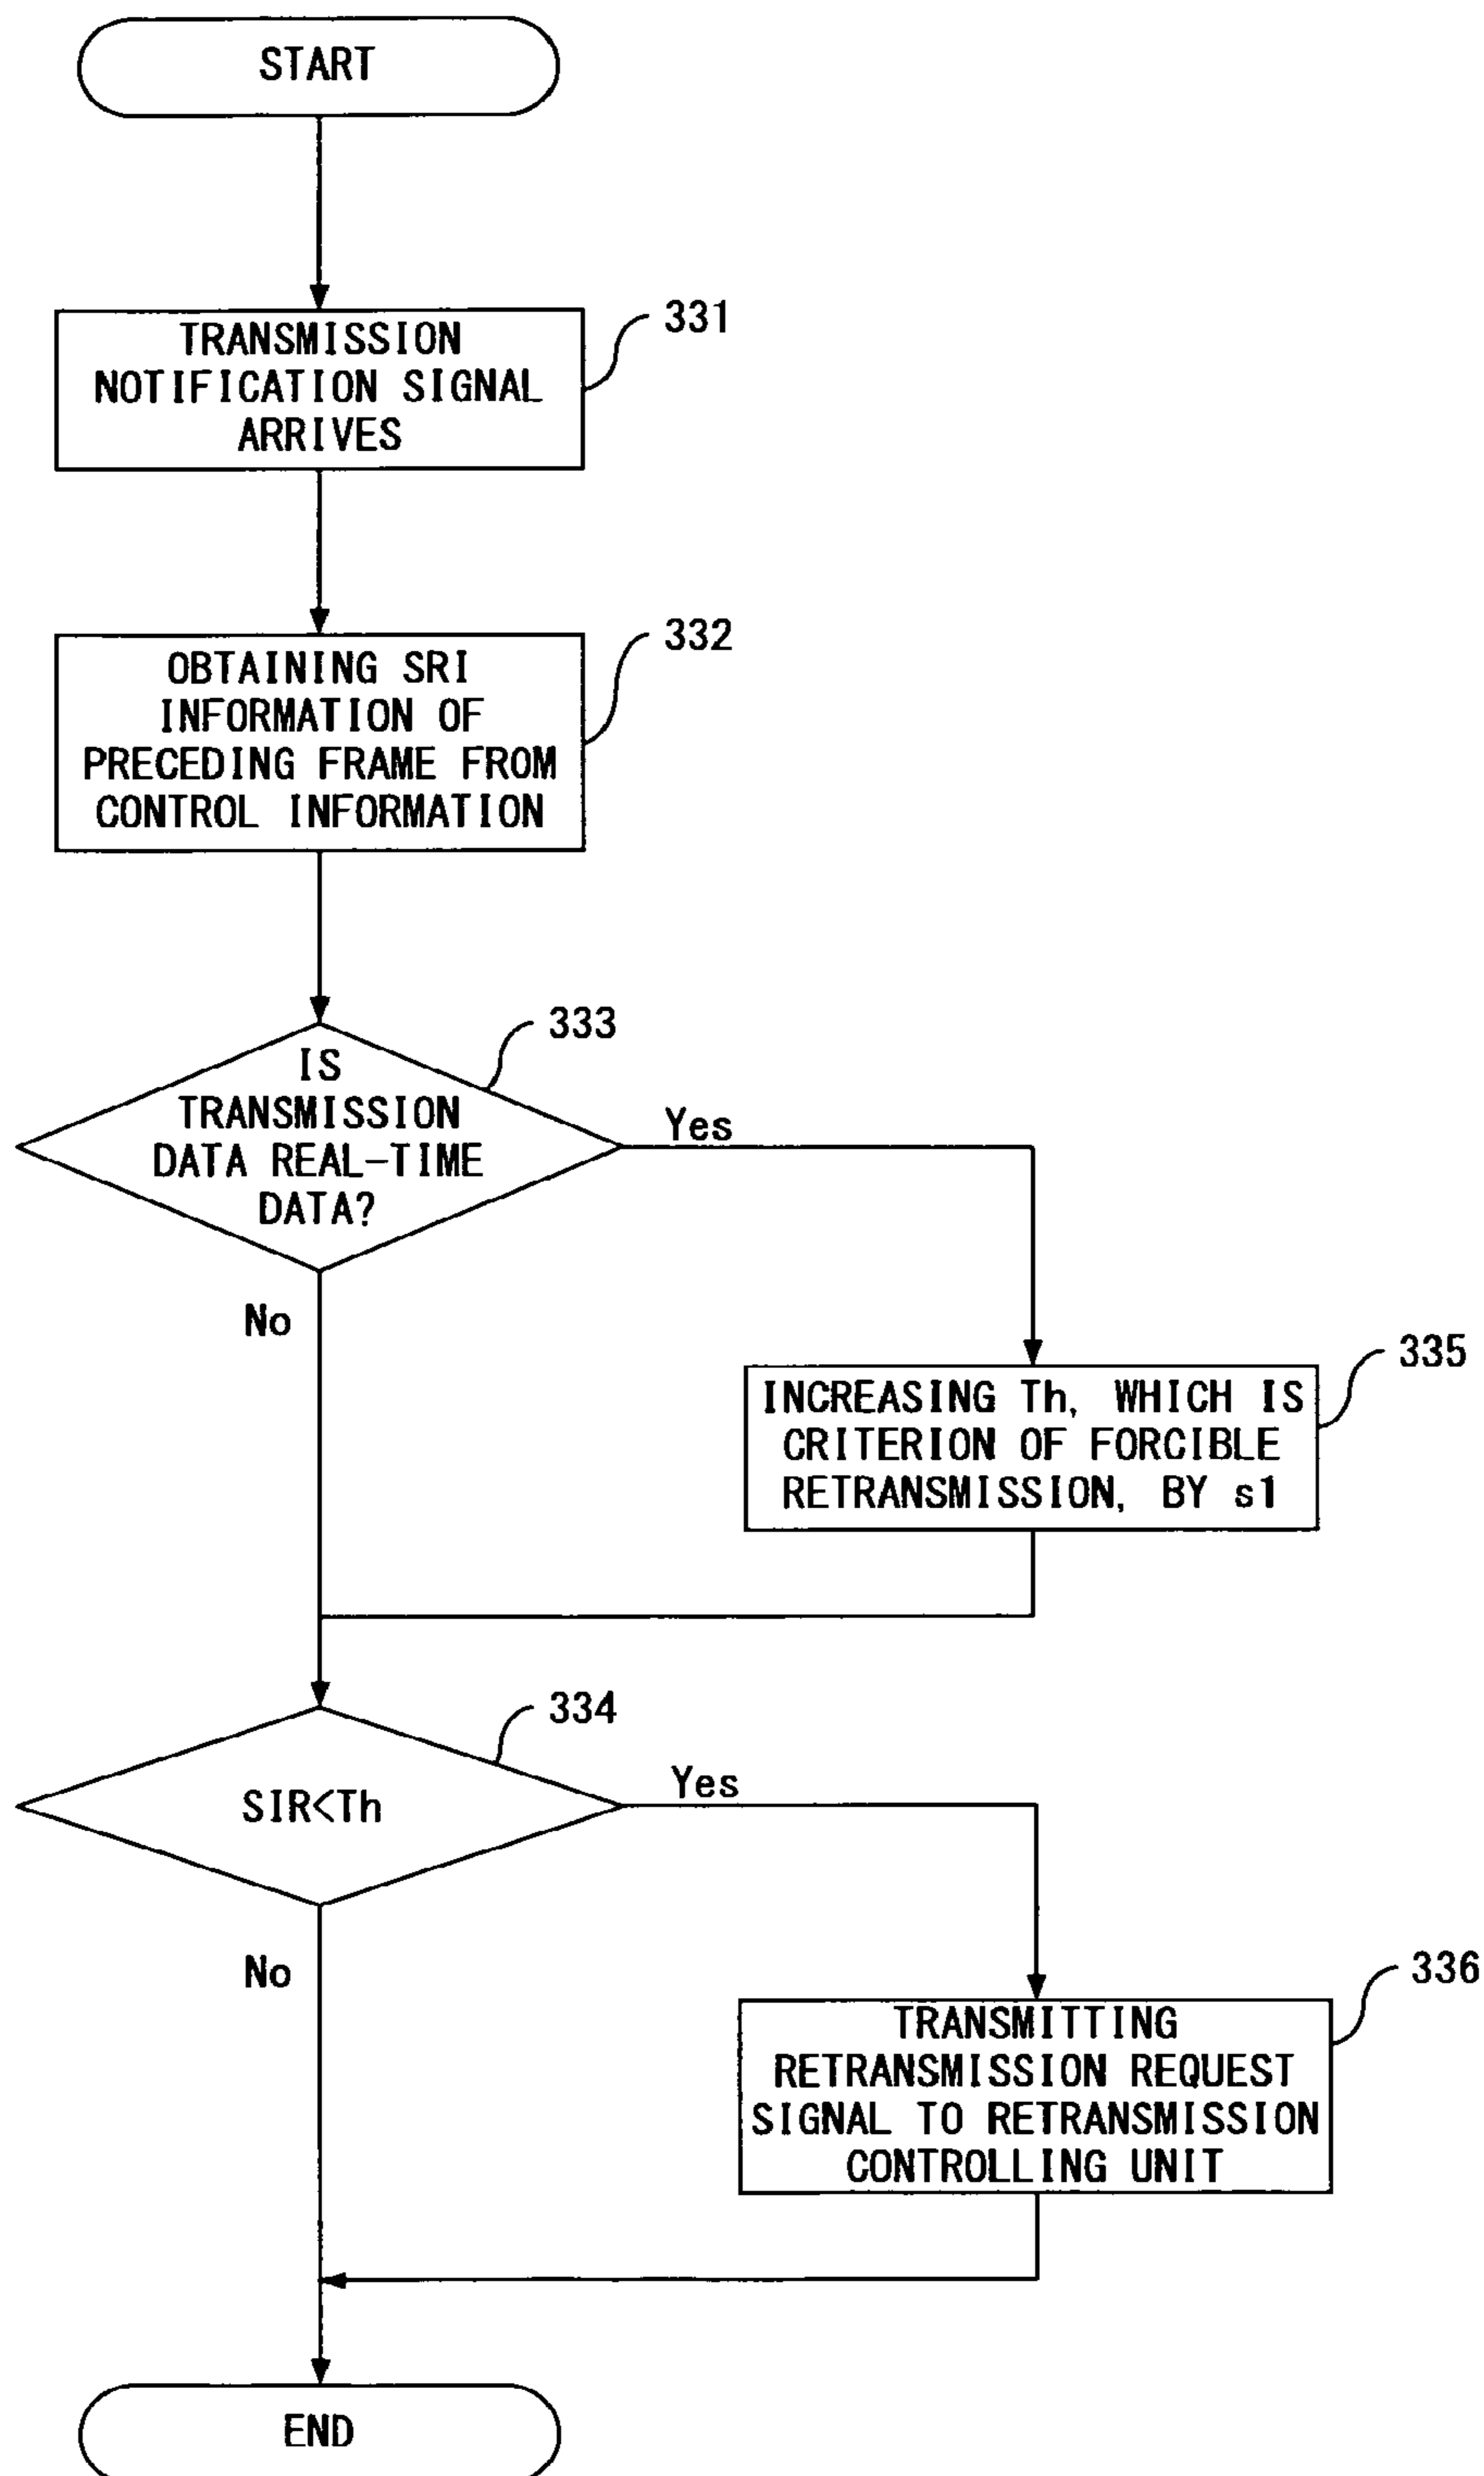 START
331
TRANSMISSION
NOTIFICATION SIGNAL
ARRIVES
332
OBTAINING SRI
INFORMATION OF
PRECEDING FRAME FROM
CONTROL INFORMATION
333
IS
TRANSMISSION
DATA REAL-TIME
DATA?
Yes
No
335
INCREASING Th, WHICH IS
CRITERION OF FORCIBLE
RETRANSMISSION, BY s1
334
SIR<Th
Yes
No
336
TRANSMITTING
RETRANSMISSION REQUEST
SIGNAL TO RETRANSMISSION
CONTROLLING UNIT
END